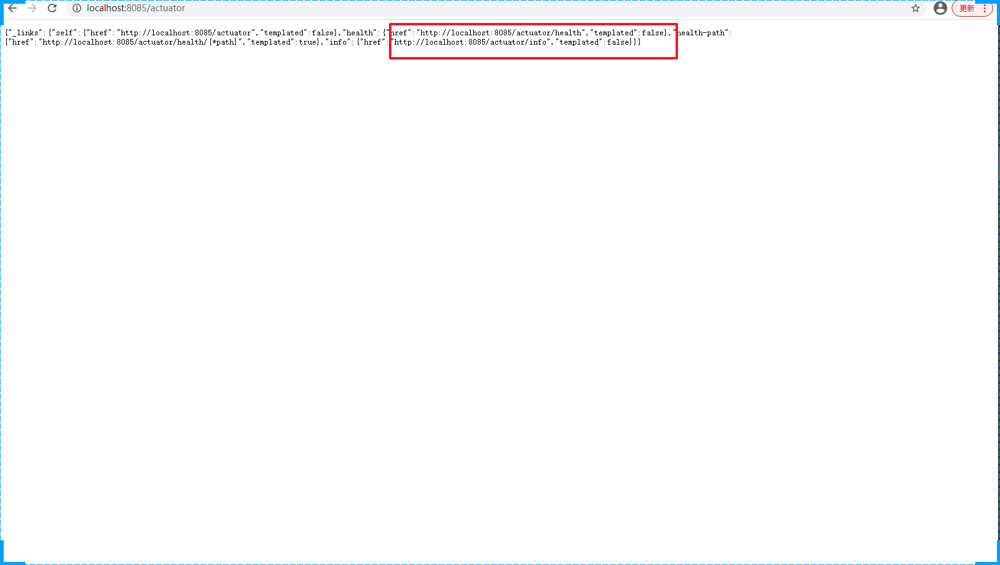 localhost:8085/actuator
更新
{"_links":{"self":{"href":"http://localhost:8085/actuator","templated":false},"health":{"href":"http://localhost:8085/actuator/health","templated":false},"health-path":
{"href":"http://localhost:8085/actuator/health/{*path}","templated":true},"info":{"href":"http://localhost:8085/actuator/info","templated":false}}}